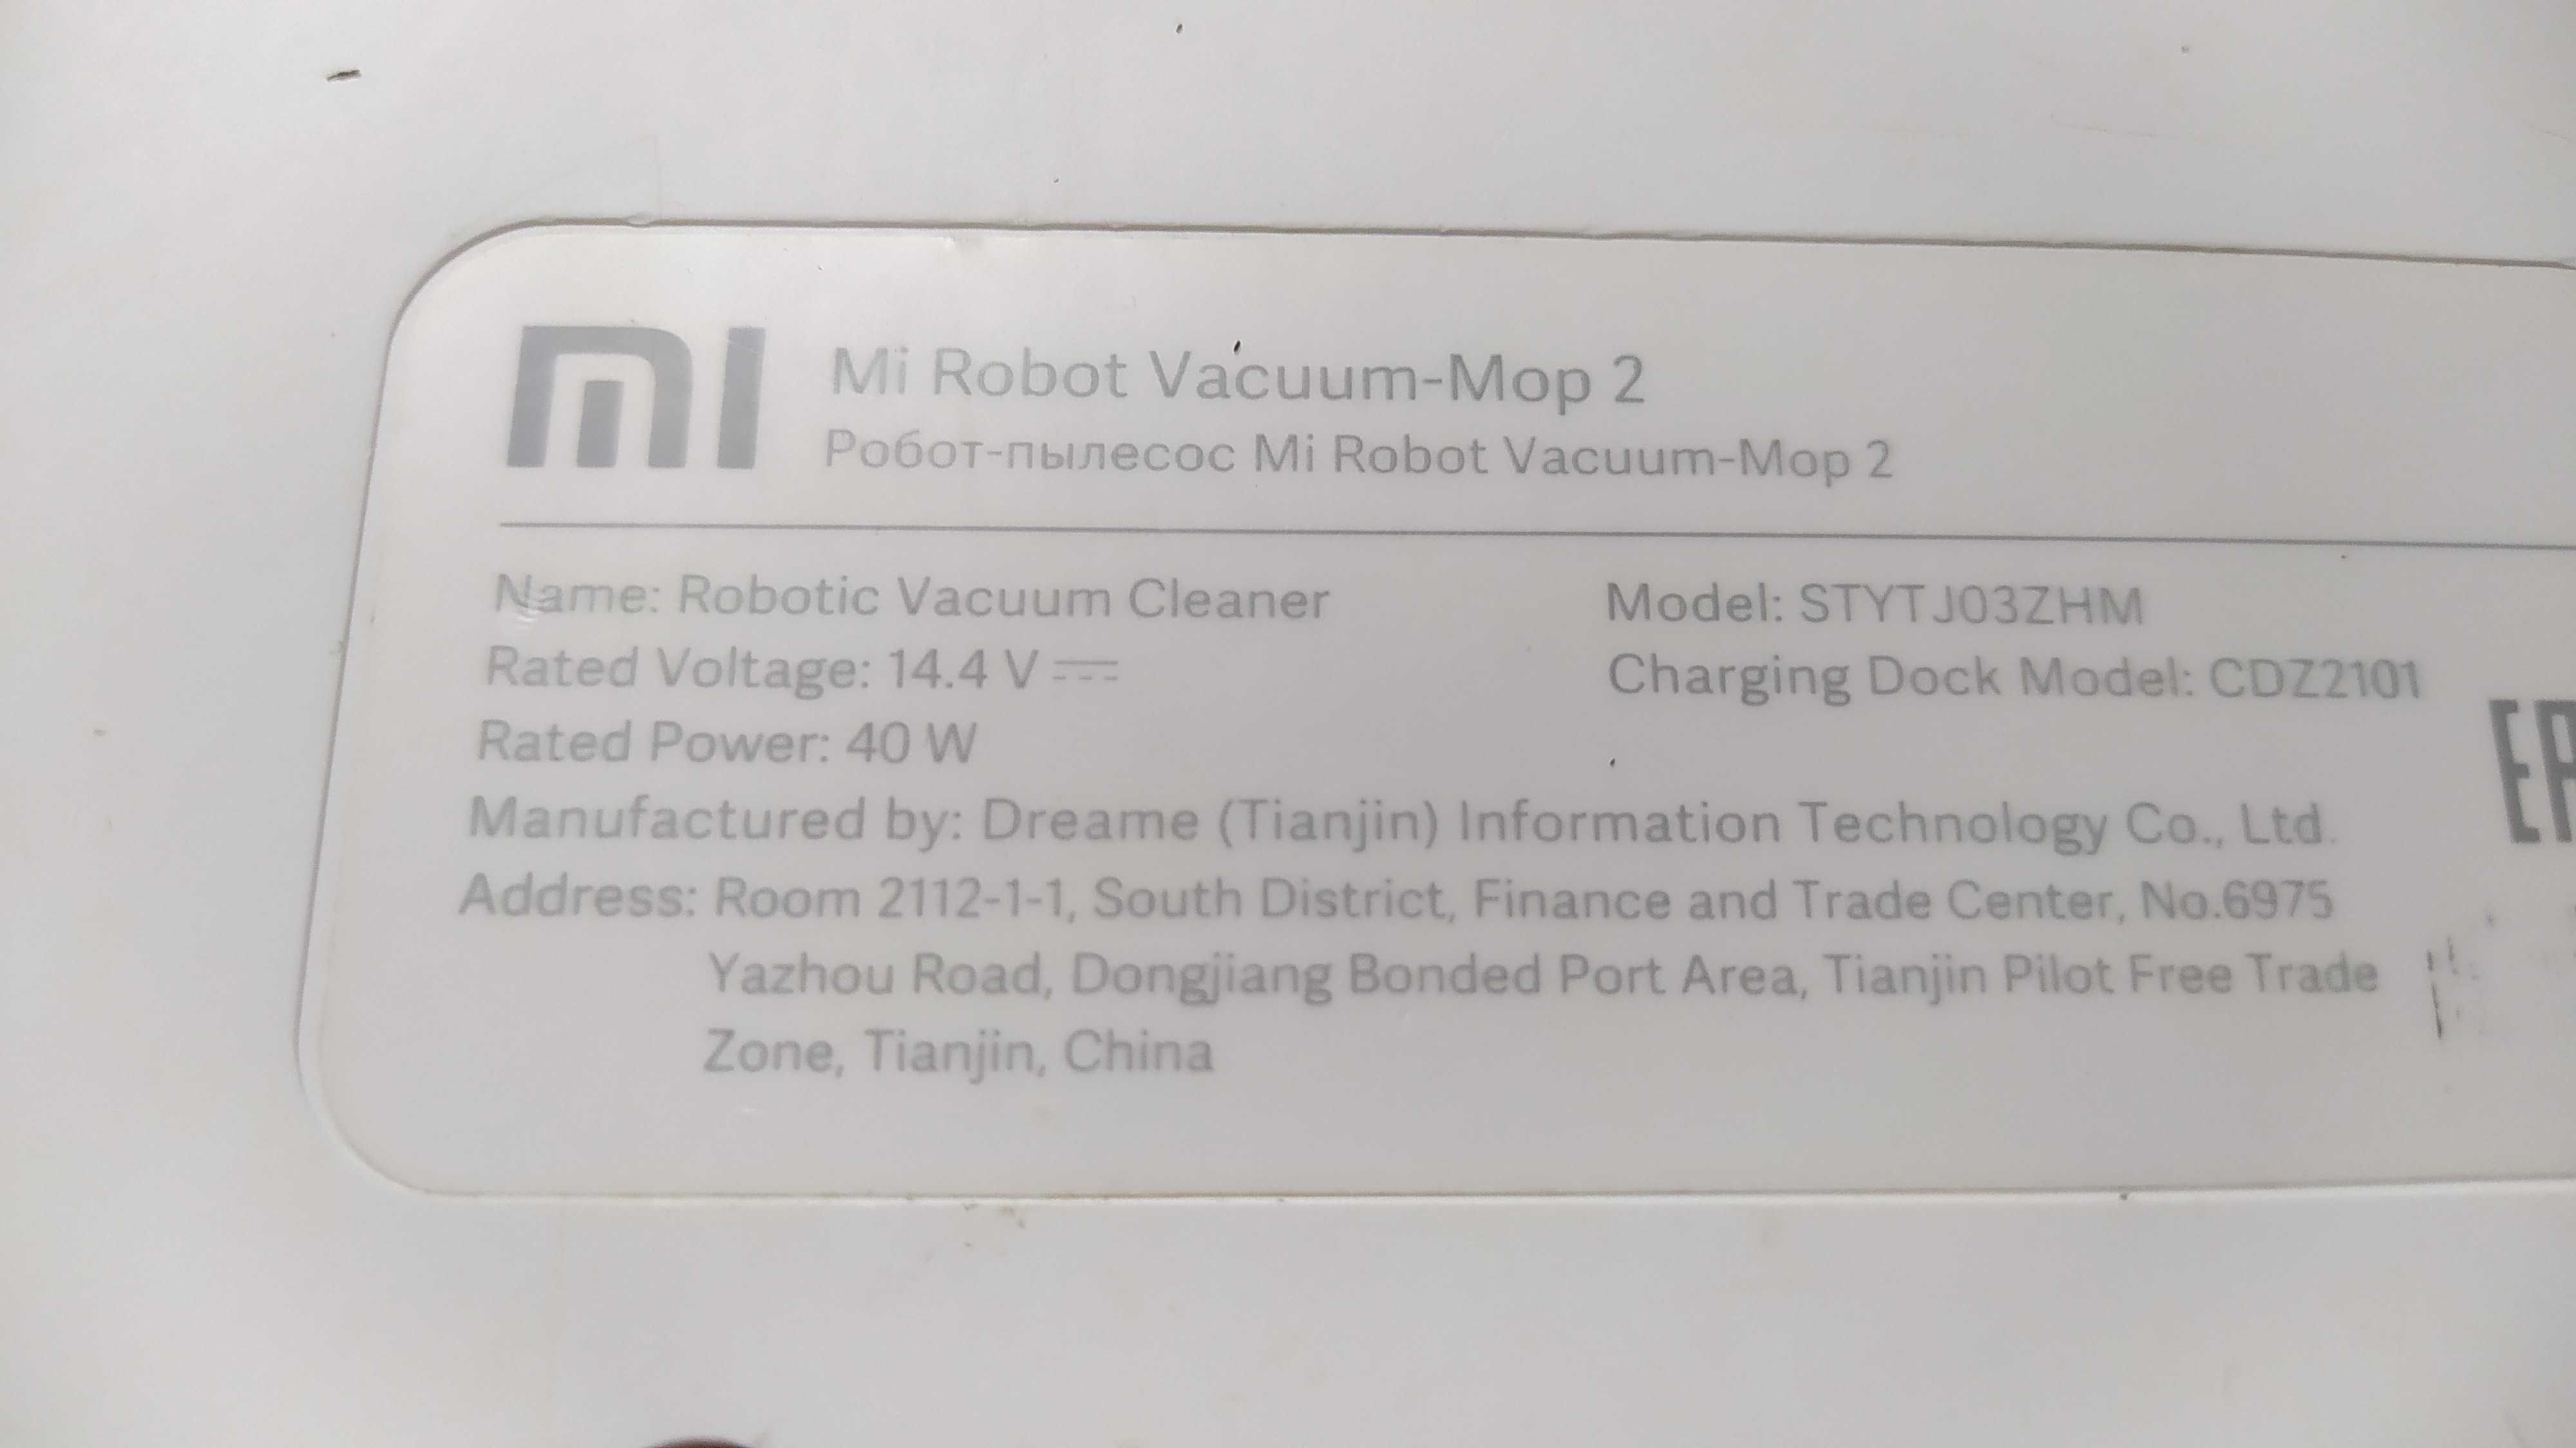 mi Mi Robot Vacuum-Mop 2
Робот-пылесос Mi Robot Vacuum-Mop 2
Name: Robotic Vacuum Cleaner
Model: STYTJ03ZHM
Rated Voltage: 14.4 V ⎓
Charging Dock Model: CDZ2101
Rated Power: 40 W
Manufactured by: Dreame (Tianjin) Information Technology Co., Ltd.
Address: Room 2112-1-1, South District, Finance and Trade Center, No.6975
Yazhou Road, Dongjiang Bonded Port Area, Tianjin Pilot Free Trade
Zone, Tianjin, China